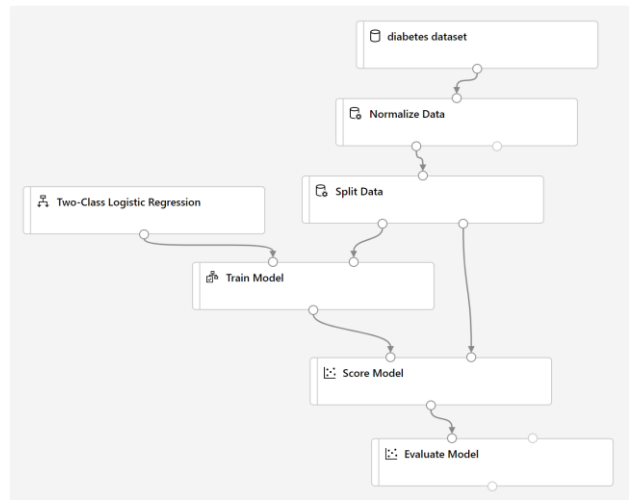 diabetes dataset
Normalize Data
Split Data
Two-Class Logistic Regression
Train Model
Score Model
Evaluate Model